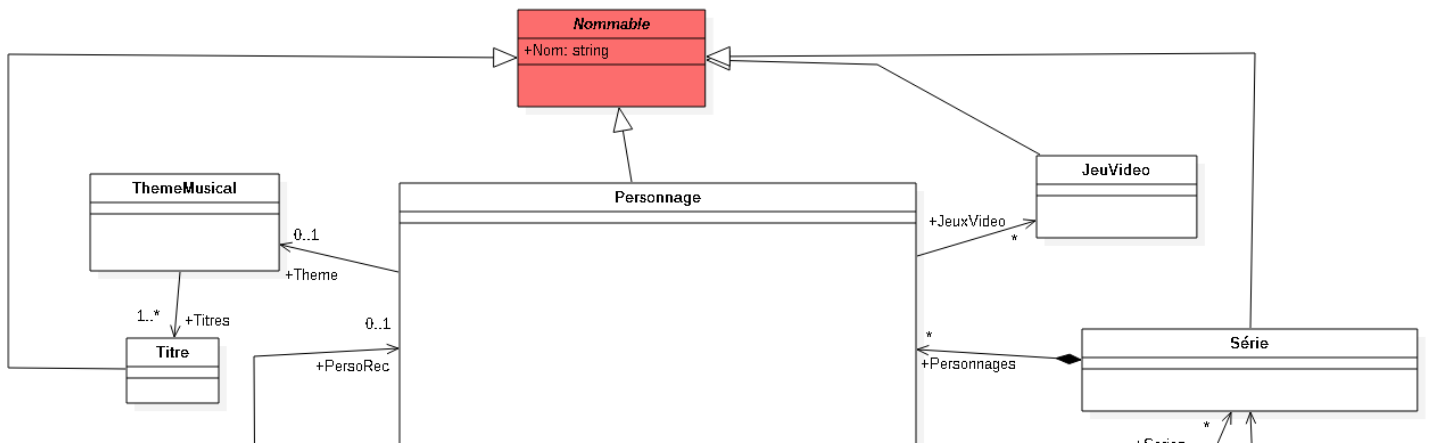 Nommable
+Nom: string
ThemeMusical
Personnage
JeuVideo
+JeuxVideo
*
0..1
+Theme
1..*
+Titres
0..1
+PersoRec
Titre
*
+Personnages
Série
*